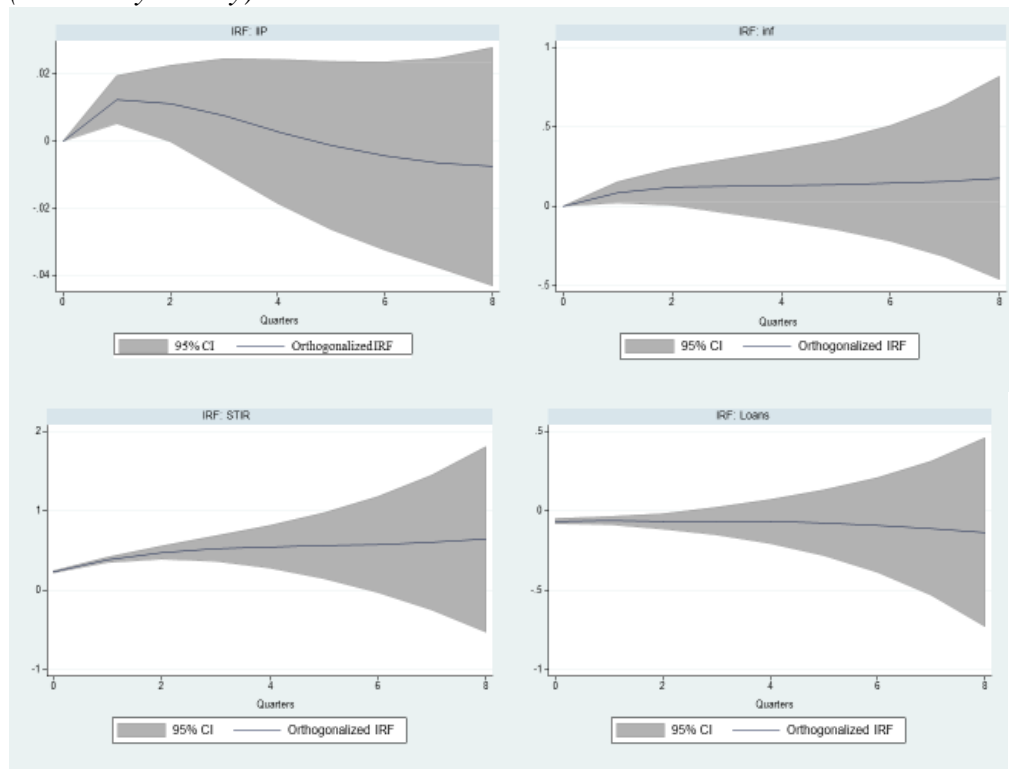 IRF: IIP
.02
0
-.02
-.04
0 2 4 6 8
Quarters
95% CI Orthogonalized IRF
IRF: inf
1
.5
0
-.5
0 2 4 6 8
Quarters
95% CI Orthogonalized IRF
IRF: STIR
2
1
0
-1
0 2 4 6 8
Quarters
95% CI Orthogonalized IRF
IRF: Loans
.5
0
-.5
-1
0 2 4 6 8
Quarters
95% CI Orthogonalized IRF